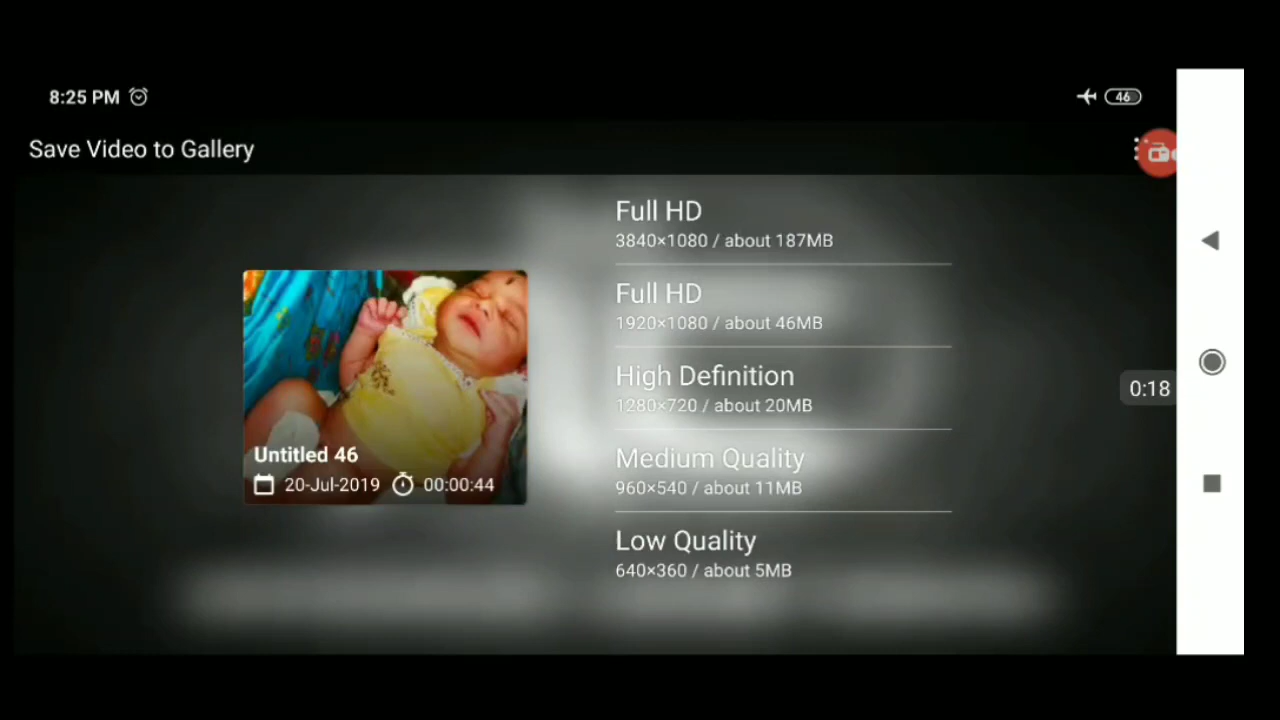 8:25 PM
46
Save Video to Gallery
Full HD
3840×1080 / about 187MB
Full HD
1920×1080 / about 46MB
High Definition
1280×720 / about 20MB
0:18
Untitled 46
20-Jul-2019 00:00:44
Medium Quality
960×540 / about 11MB
Low Quality
640×360 / about 5MB